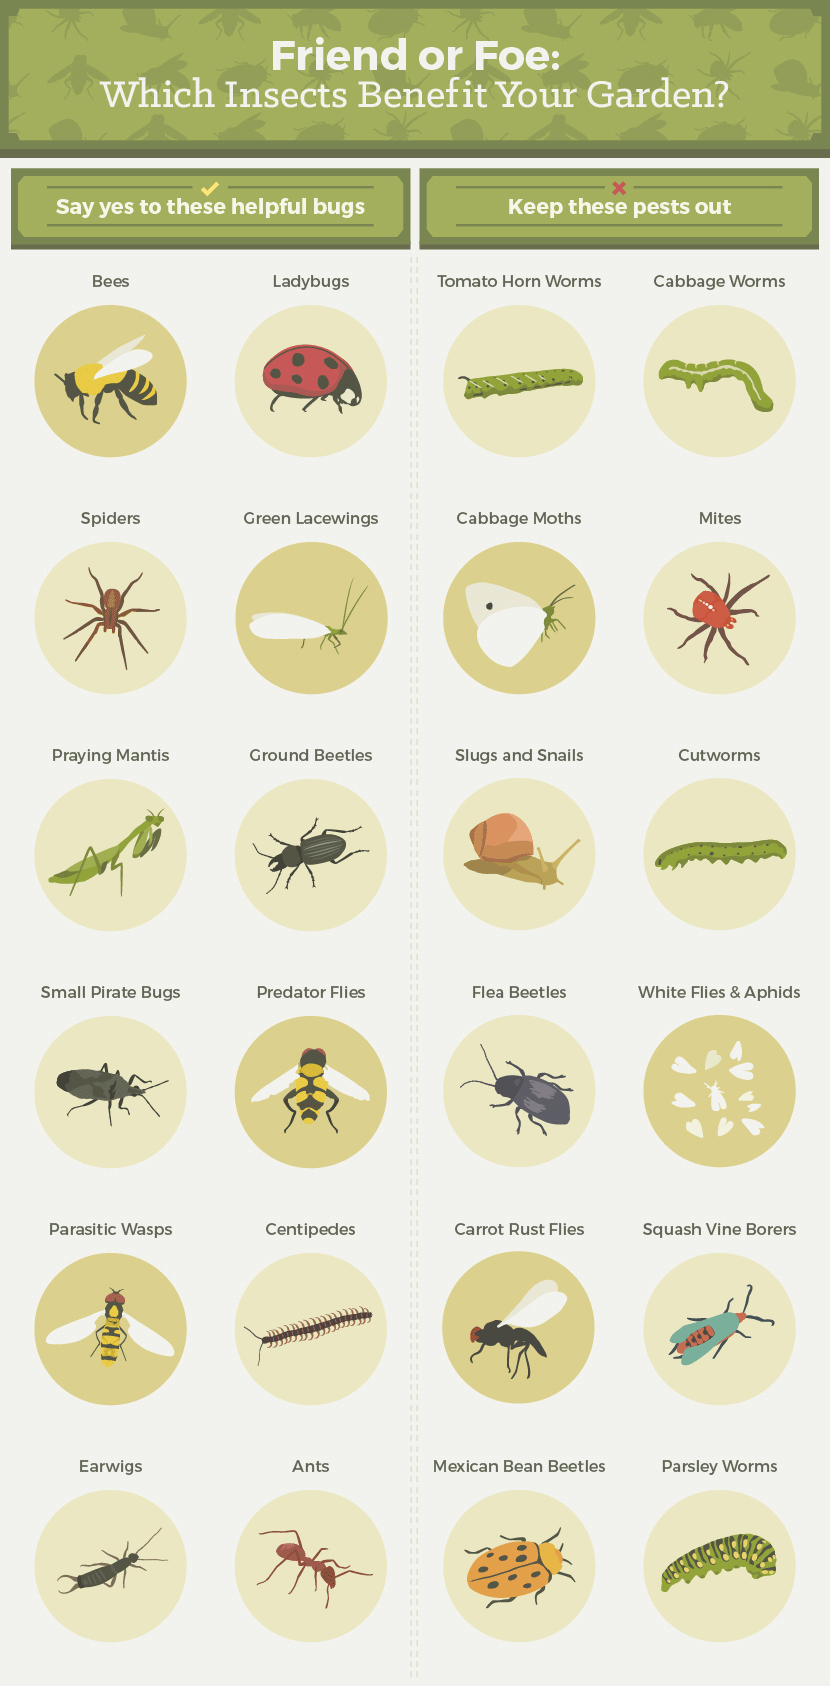 Friend or Foe:
Which Insects Benefit Your Garden?
Say yes to these helpful bugs
Keep these pests out
Bees
Ladybugs
Tomato Horn Worms
Cabbage Worms
Spiders
Green Lacewings
Cabbage Moths
Mites
Praying Mantis
Ground Beetles
Slugs and Snails
Cutworms
Small Pirate Bugs
Predator Flies
Flea Beetles
White Flies & Aphids
Parasitic Wasps
Centipedes
Carrot Rust Flies
Squash Vine Borers
Earwigs
Ants
Mexican Bean Beetles
Parsley Worms